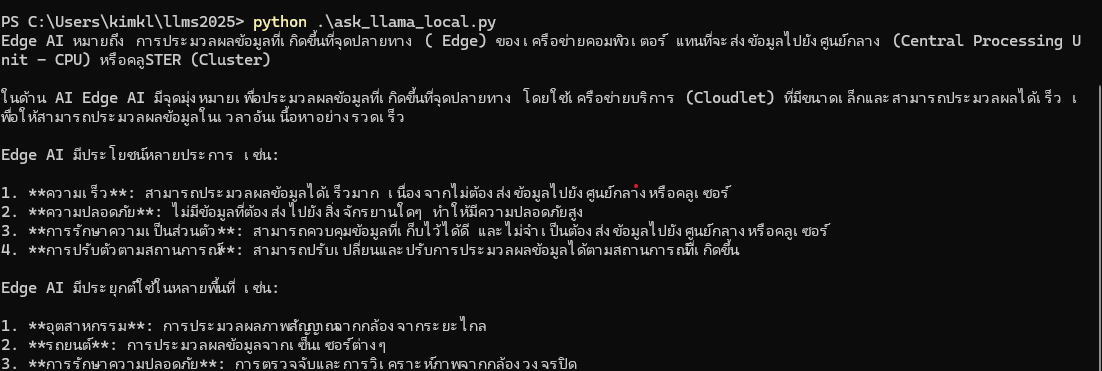 PS C:\Users\kimkl\llms2025> python .\ask_llama_local.py
Edge AI หมายถึง การประมวลผลข้อมูลที่เกิดขึ้นที่จุดปลายทาง ( Edge) ของเครือข่ายคอมพิวเตอร์ แทนที่จะส่งข้อมูลไปยังศูนย์กลาง (Central Processing U
nit - CPU) หรือคลูSTER (Cluster)
ในด้าน AI Edge AI มีจุดมุ่งหมายเพื่อประมวลผลข้อมูลที่เกิดขึ้นที่จุดปลายทาง โดยใช้เครือข่ายบริการ (Cloudlet) ที่มีขนาดเล็กและสามารถประมวลผลได้เร็ว เ
พื่อให้สามารถประมวลผลข้อมูลในเวลาอันเนื้อหาอย่างรวดเร็ว
Edge AI มีประโยชน์หลายประการ เช่น:
1. **ความเร็ว**: สามารถประมวลผลข้อมูลได้เร็วมาก เนื่องจากไม่ต้องส่งข้อมูลไปยังศูนย์กลางหรือคลูเซอร์
2. **ความปลอดภัย**: ไม่มีข้อมูลที่ต้องส่งไปยังสิ่งจักรยานใดๆ ทำให้มีความปลอดภัยสูง
3. **การรักษาความเป็นส่วนตัว**: สามารถควบคุมข้อมูลที่เก็บไว้ได้ดี และไม่จำเป็นต้องส่งข้อมูลไปยังศูนย์กลางหรือคลูเซอร์
4. **การปรับตัวตามสถานการณ์**: สามารถปรับเปลี่ยนและปรับการประมวลผลข้อมูลได้ตามสถานการณ์ที่เกิดขึ้น
Edge AI มีประยุกต์ใช้ในหลายพื้นที่ เช่น:
1. **อุตสาหกรรม**: การประมวลผลภาพสัญญาณจากกล้องจากระยะไกล
2. **รถยนต์**: การประมวลผลข้อมูลจากเซ็นเซอร์ต่างๆ
3. **การรักษาความปลอดภัย**: การตรวจจับและการวิเคราะห์ภาพจากกล้องวงจรปิด